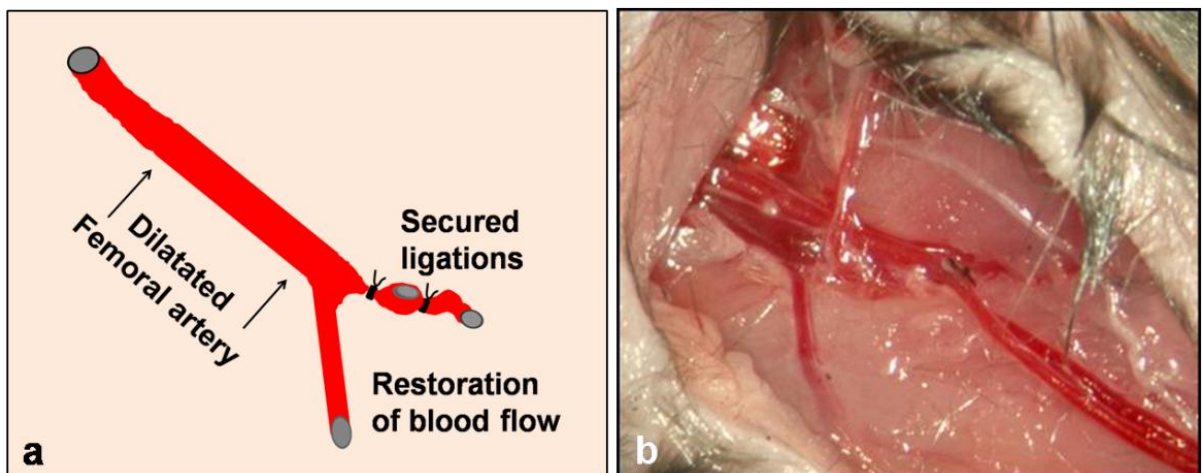 Dilatated
Femoral artery
Secured
ligations
Restoration
of blood flow
a
b